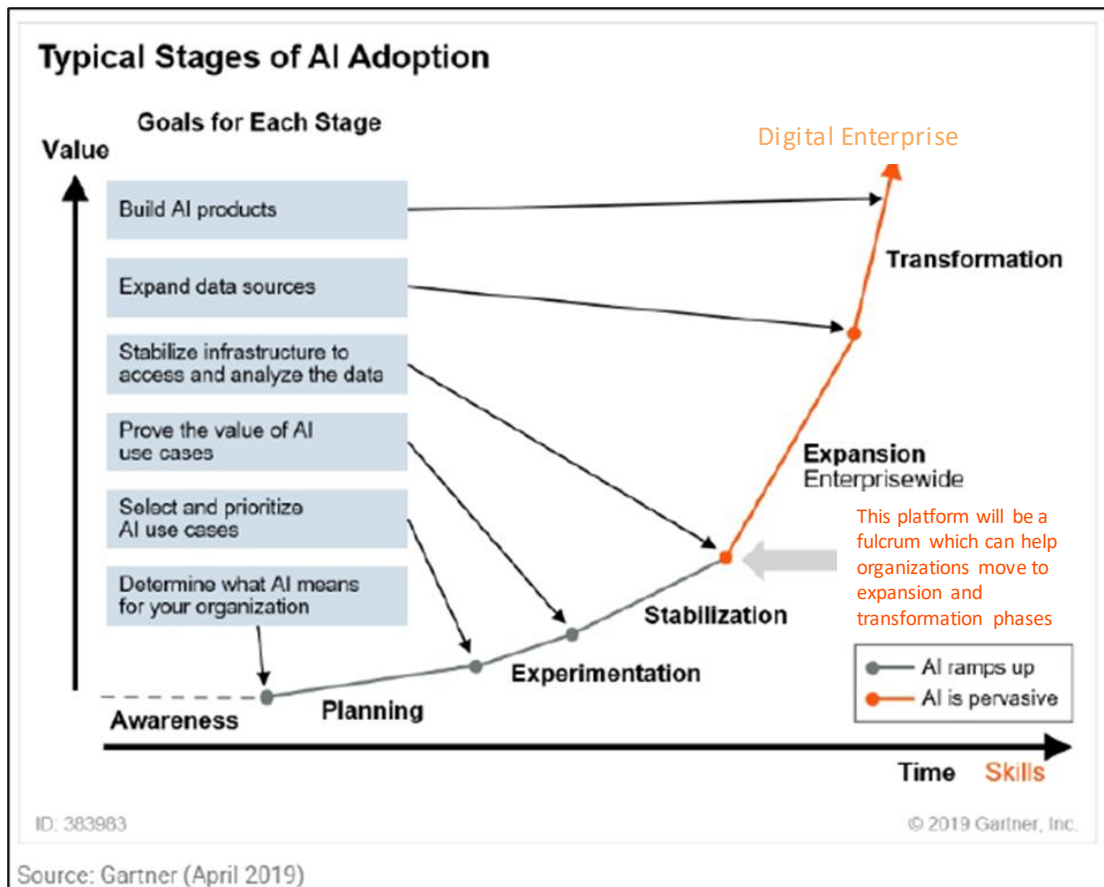 Typical Stages of AI Adoption
Goals for Each Stage
Value
Digital Enterprise
Build AI products
Transformation
Expand data sources
Stabilize infrastructure to
access and analyze the data
Prove the value of AI
use cases
Expansion
Enterprisewide
Select and prioritize
AI use cases
This platform will be a
fulcrum which can help
organizations move to
expansion and
transformation phases
Determine what AI means
for your organization
Stabilization
Experimentation
Planning
Awareness
AI ramps up
AI is pervasive
Time Skills
ID: 383983
© 2019 Gartner, Inc.
Source: Gartner (April 2019)